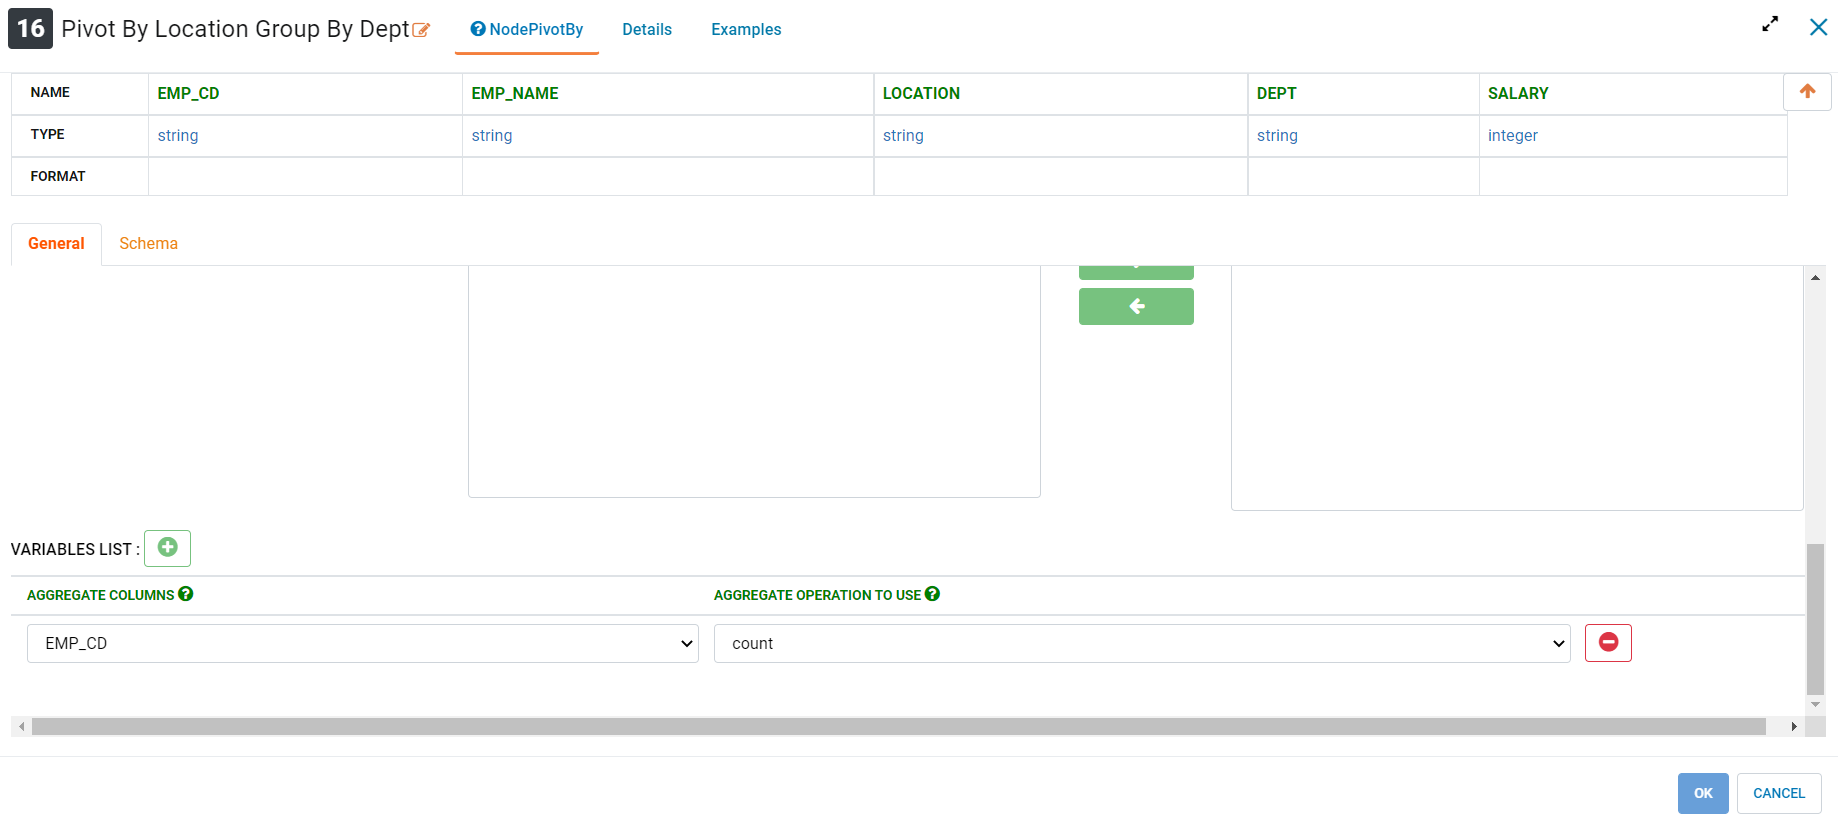 16 Pivot By Location Group By Dept NodePivotBy Details Examples
NAME EMP_CD EMP_NAME LOCATION DEPT SALARY
TYPE string string string string integer
FORMAT
General Schema
VARIABLES LIST :
AGGREGATE COLUMNS AGGREGATE OPERATION TO USE
EMP_CD count
OK CANCEL